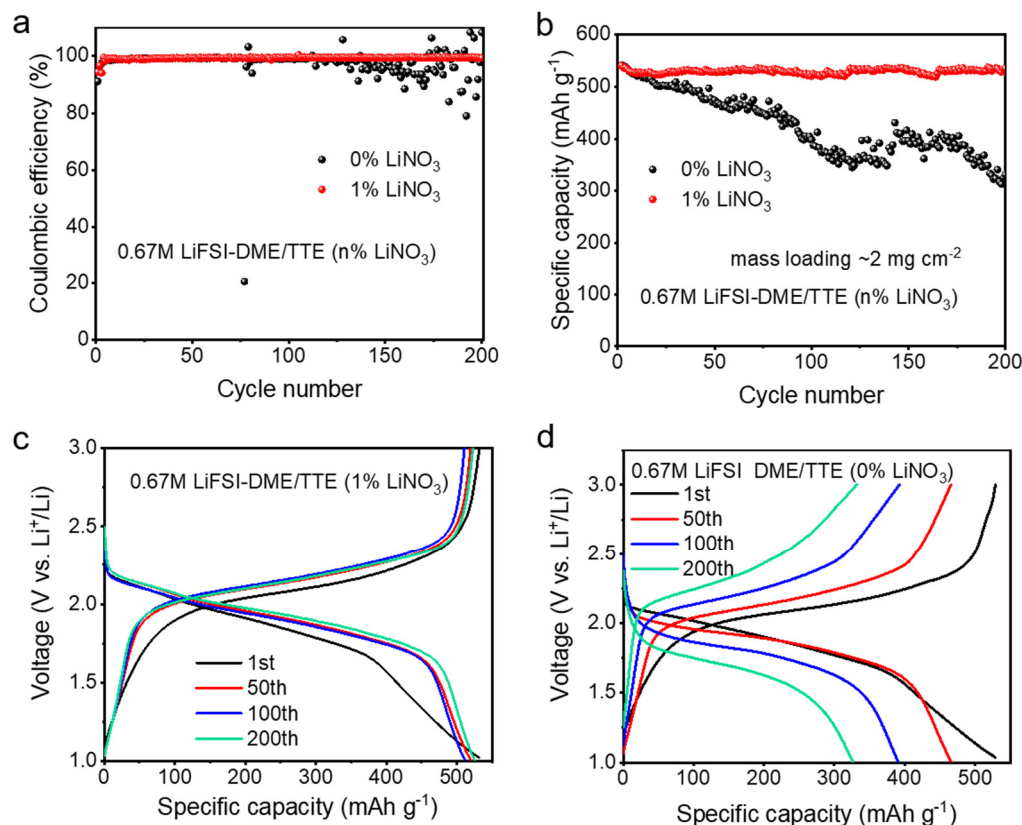 a
Coulombic efficiency (%)
100
80
60
40
20
0
0% LiNO₃
1% LiNO₃
0.67M LiFSI-DME/TTE (n% LiNO₃)
0
50
100
150
200
Cycle number
b
Specific capacity (mAh g⁻¹)
600
500
400
300
200
100
0
0% LiNO₃
1% LiNO₃
mass loading ~2 mg cm⁻²
0.67M LiFSI-DME/TTE (n% LiNO₃)
0
50
100
150
200
Cycle number
c
Voltage (V vs. Li⁺/Li)
3.0
2.5
2.0
1.5
1.0
0.67M LiFSI-DME/TTE (1% LiNO₃)
1st
50th
100th
200th
0
100
200
300
400
500
Specific capacity (mAh g⁻¹)
d
Voltage (V vs. Li⁺/Li)
3.0
2.5
2.0
1.5
1.0
0.67M LiFSI DME/TTE (0% LiNO₃)
1st
50th
100th
200th
0
100
200
300
400
500
Specific capacity (mAh g⁻¹)